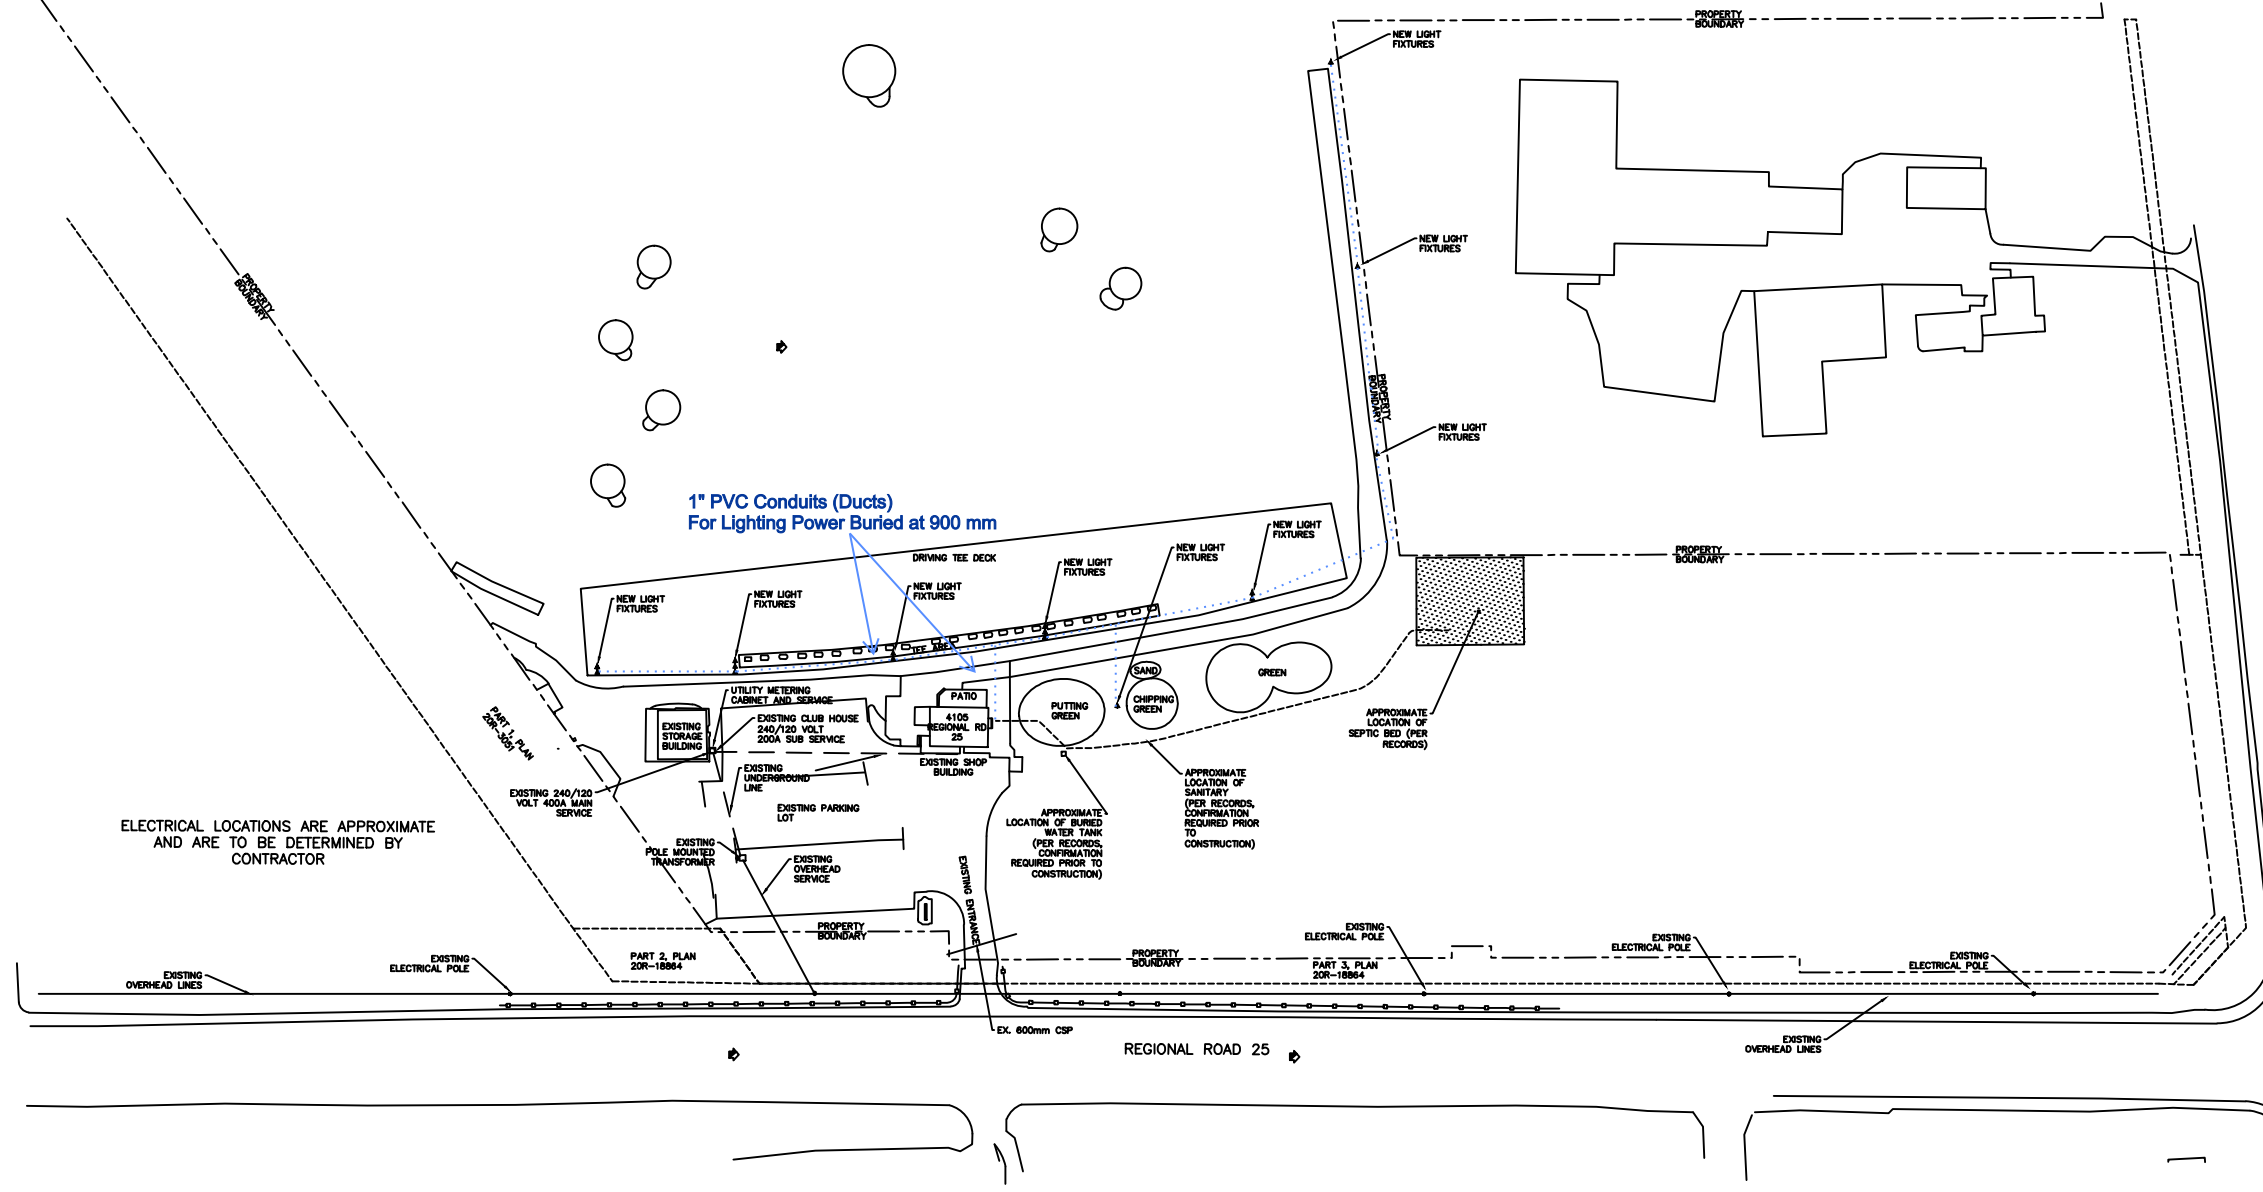 PROPERTY
BOUNDARY
NEW LIGHT
FIXTURES
NEW LIGHT
FIXTURES
PROPERTY
BOUNDARY
PROPERTY
BOUNDARY
NEW LIGHT
FIXTURES
1" PVC Conduits (Ducts)
For Lighting Power Buried at 900 mm
NEW LIGHT
FIXTURES
DRIVING TEE DECK
NEW LIGHT
FIXTURES
NEW LIGHT
FIXTURES
PROPERTY
BOUNDARY
NEW LIGHT
FIXTURES
NEW LIGHT
FIXTURES
NEW LIGHT
FIXTURES
TEE AREA
SAND
GREEN
UTILITY METERING
CABINET AND SERVICE
PATIO
PUTTING
GREEN
CHIPPING
GREEN
PART 1, PLAN
20R-3051
EXISTING
STORAGE
BUILDING
EXISTING CLUB HOUSE
240/120 VOLT
200A SUB SERVICE
4105
REGIONAL RD
25
APPROXIMATE
LOCATION OF
SEPTIC BED (PER
RECORDS)
EXISTING SHOP
BUILDING
EXISTING
UNDERGROUND
LINE
EXISTING 240/120
VOLT 400A MAIN
SERVICE
APPROXIMATE
LOCATION OF
SANITARY
(PER RECORDS,
CONFIRMATION
REQUIRED PRIOR
TO
CONSTRUCTION)
EXISTING PARKING
LOT
APPROXIMATE
LOCATION OF BURIED
WATER TANK
(PER RECORDS,
CONFIRMATION
REQUIRED PRIOR TO
CONSTRUCTION)
ELECTRICAL LOCATIONS ARE APPROXIMATE
AND ARE TO BE DETERMINED BY
CONTRACTOR
EXISTING
POLE MOUNTED
TRANSFORMER
EXISTING
OVERHEAD
SERVICE
EXISTING ENTRANCE
PROPERTY
BOUNDARY
EXISTING
ELECTRICAL POLE
EXISTING
ELECTRICAL POLE
EXISTING
ELECTRICAL POLE
EXISTING
ELECTRICAL POLE
PART 2, PLAN
20R-18864
PROPERTY
BOUNDARY
PART 3, PLAN
20R-18864
EXISTING
OVERHEAD LINES
EX. 600mm CSP
REGIONAL ROAD 25
EXISTING
OVERHEAD LINES